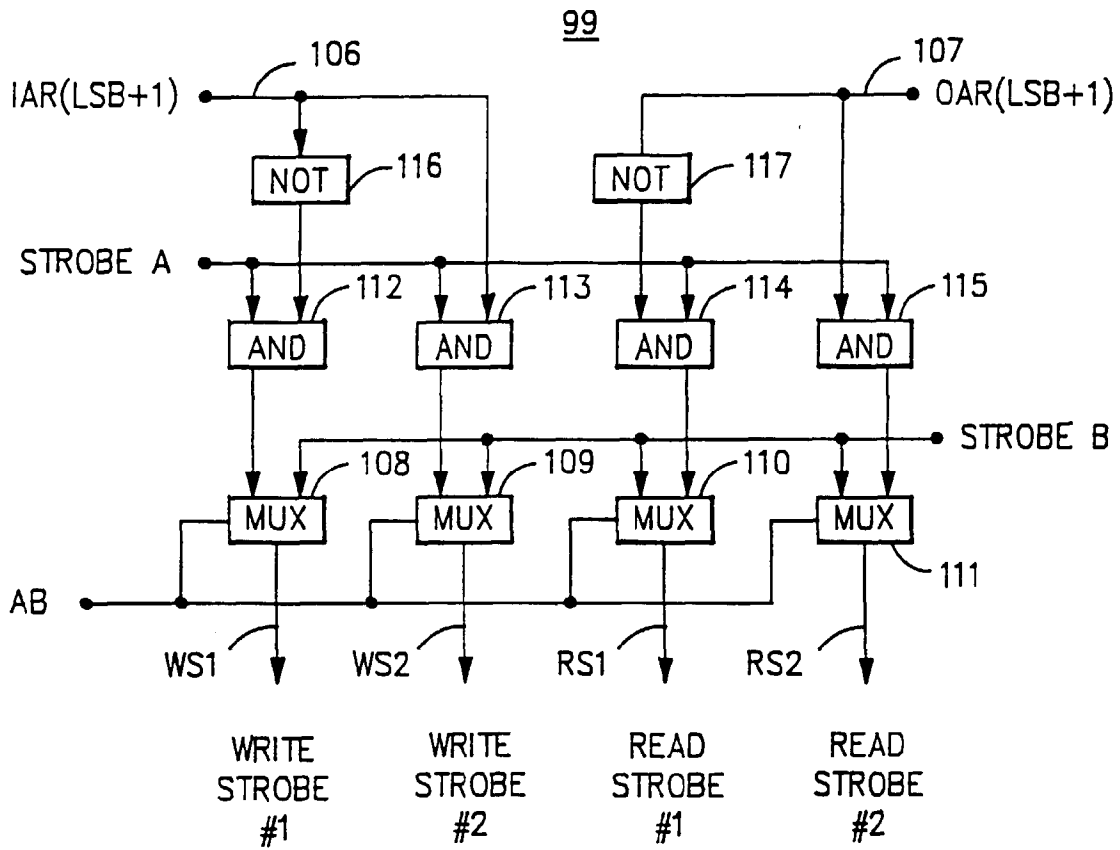 99
106
107
IAR(LSB+1)
OAR(LSB+1)
NOT
116
NOT
117
STROBE A
112
113
114
115
AND
AND
AND
AND
STROBE B
108
109
110
MUX
MUX
MUX
MUX
111
AB
WS1
WS2
RS1
RS2
WRITE
STROBE
#1
WRITE
STROBE
#2
READ
STROBE
#1
READ
STROBE
#2